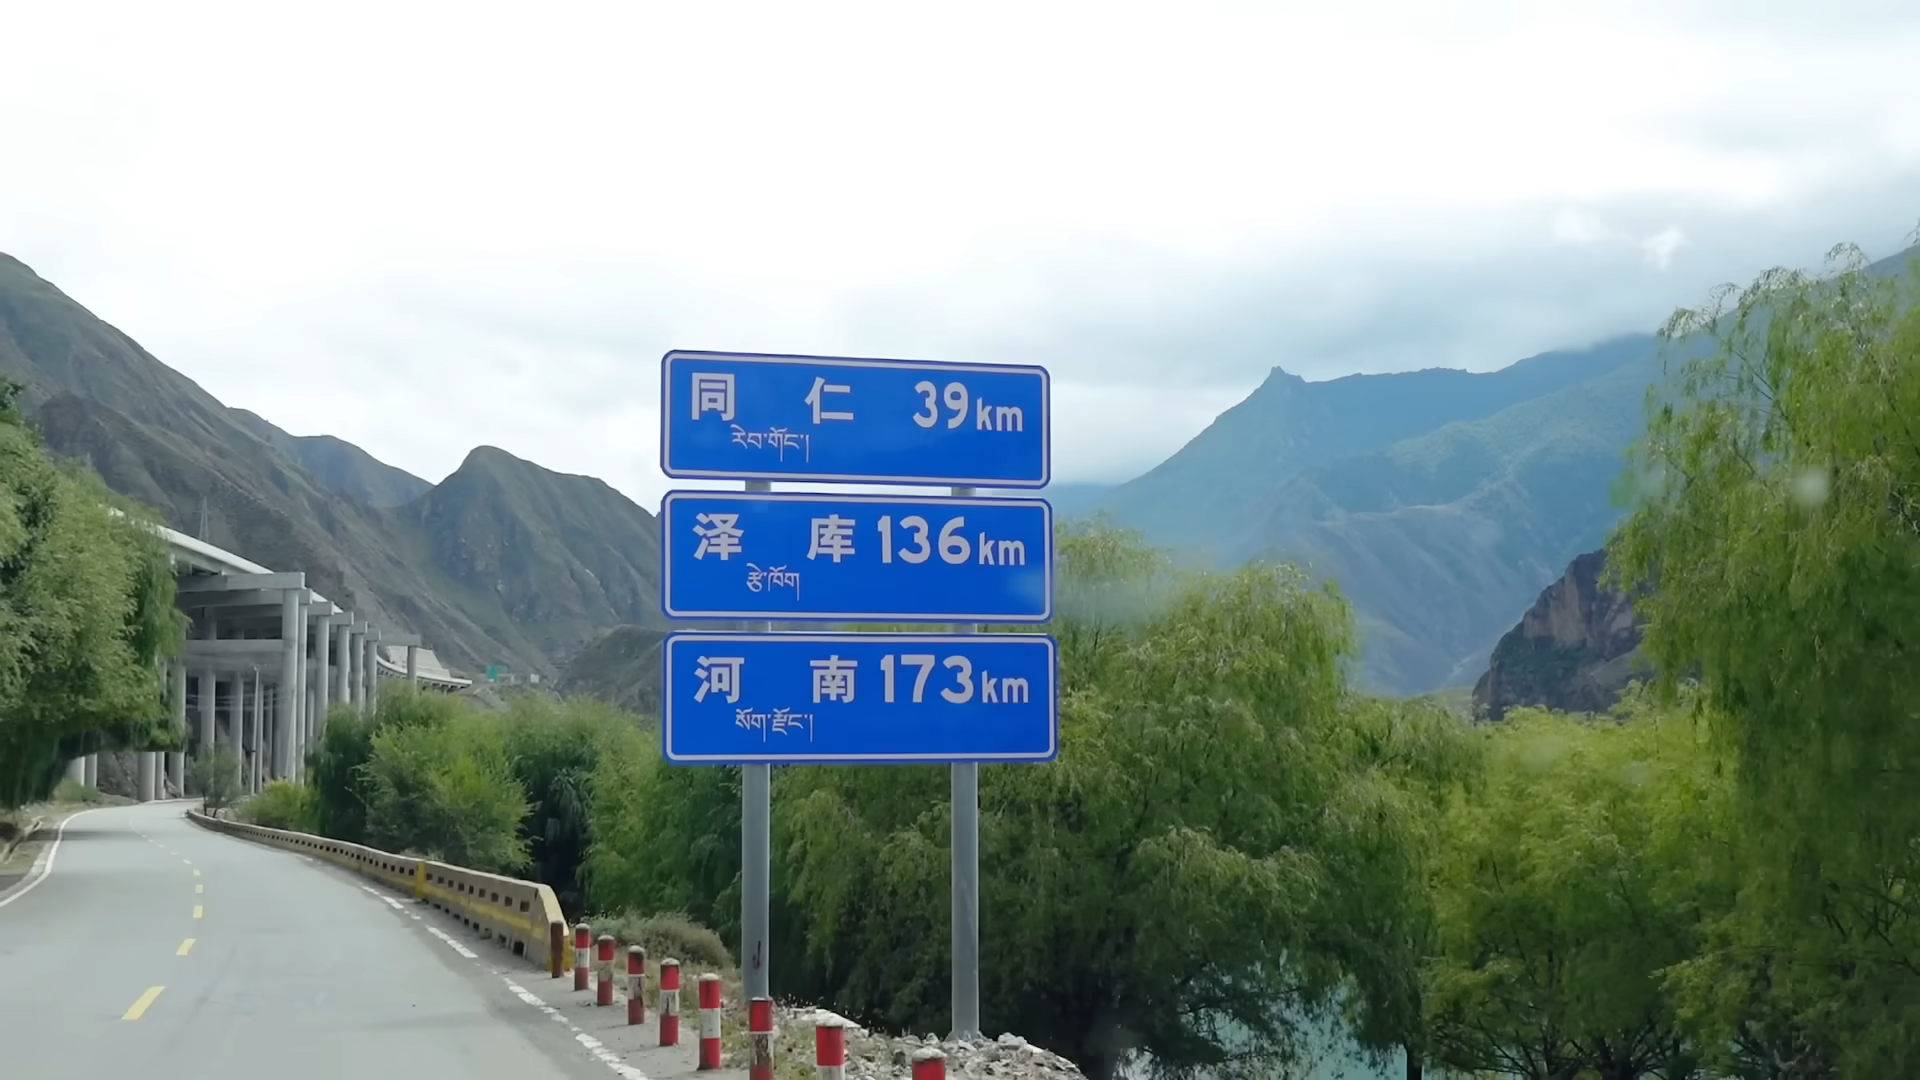 同 仁 39km
རེབ་གོང་།
泽 库 136km
རྩེ་ཁོག
河 南 173km
སོག་རྫོང་།